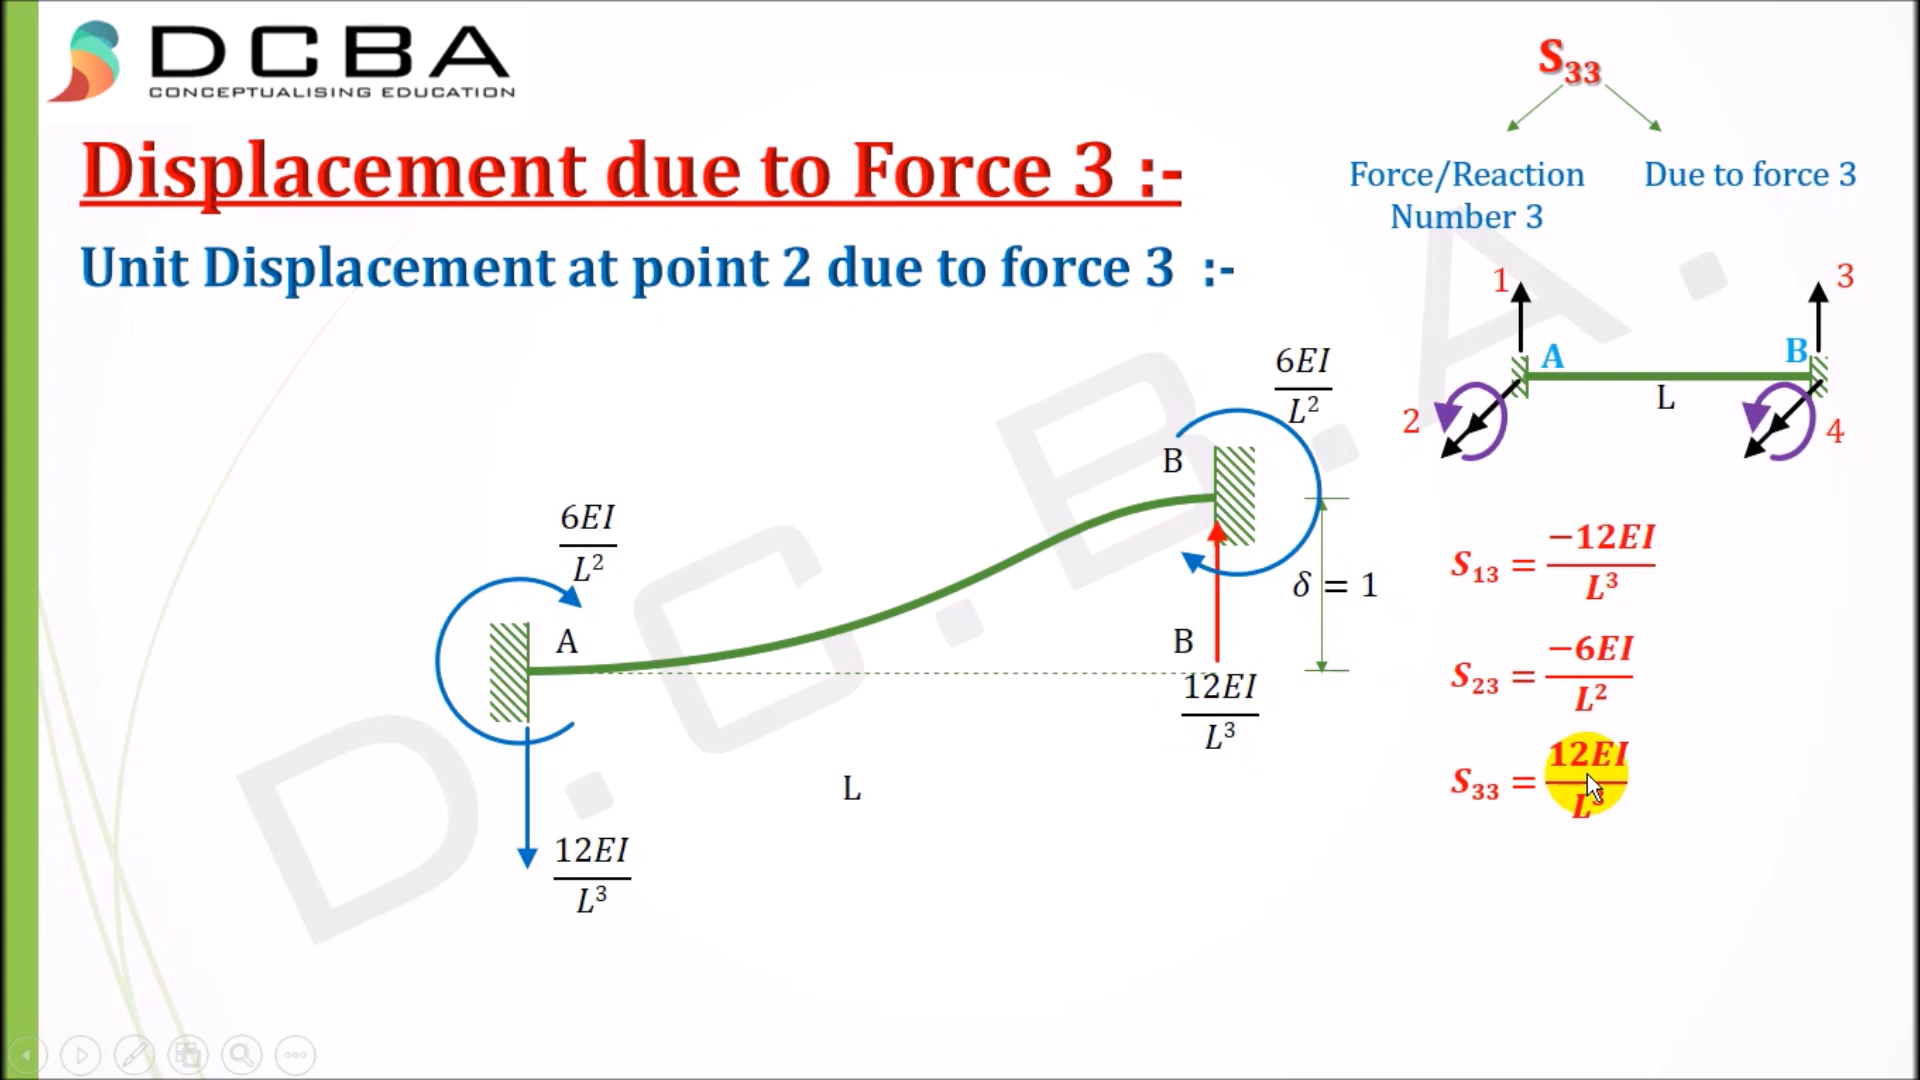 DCBA
CONCEPTUALISING EDUCATION
S₃₃
Displacement due to Force 3 :-
Force/Reaction
Number 3
Due to force 3
Unit Displacement at point 2 due to force 3 :-
1
3
A
B
L
2
4
6EI/L²
B
6EI/L²
A
δ = 1
B
12EI/L³
L
12EI/L³
S₁₃ = −12EI/L³
S₂₃ = −6EI/L²
S₃₃ = 12EI/L³
D.C.B.A.